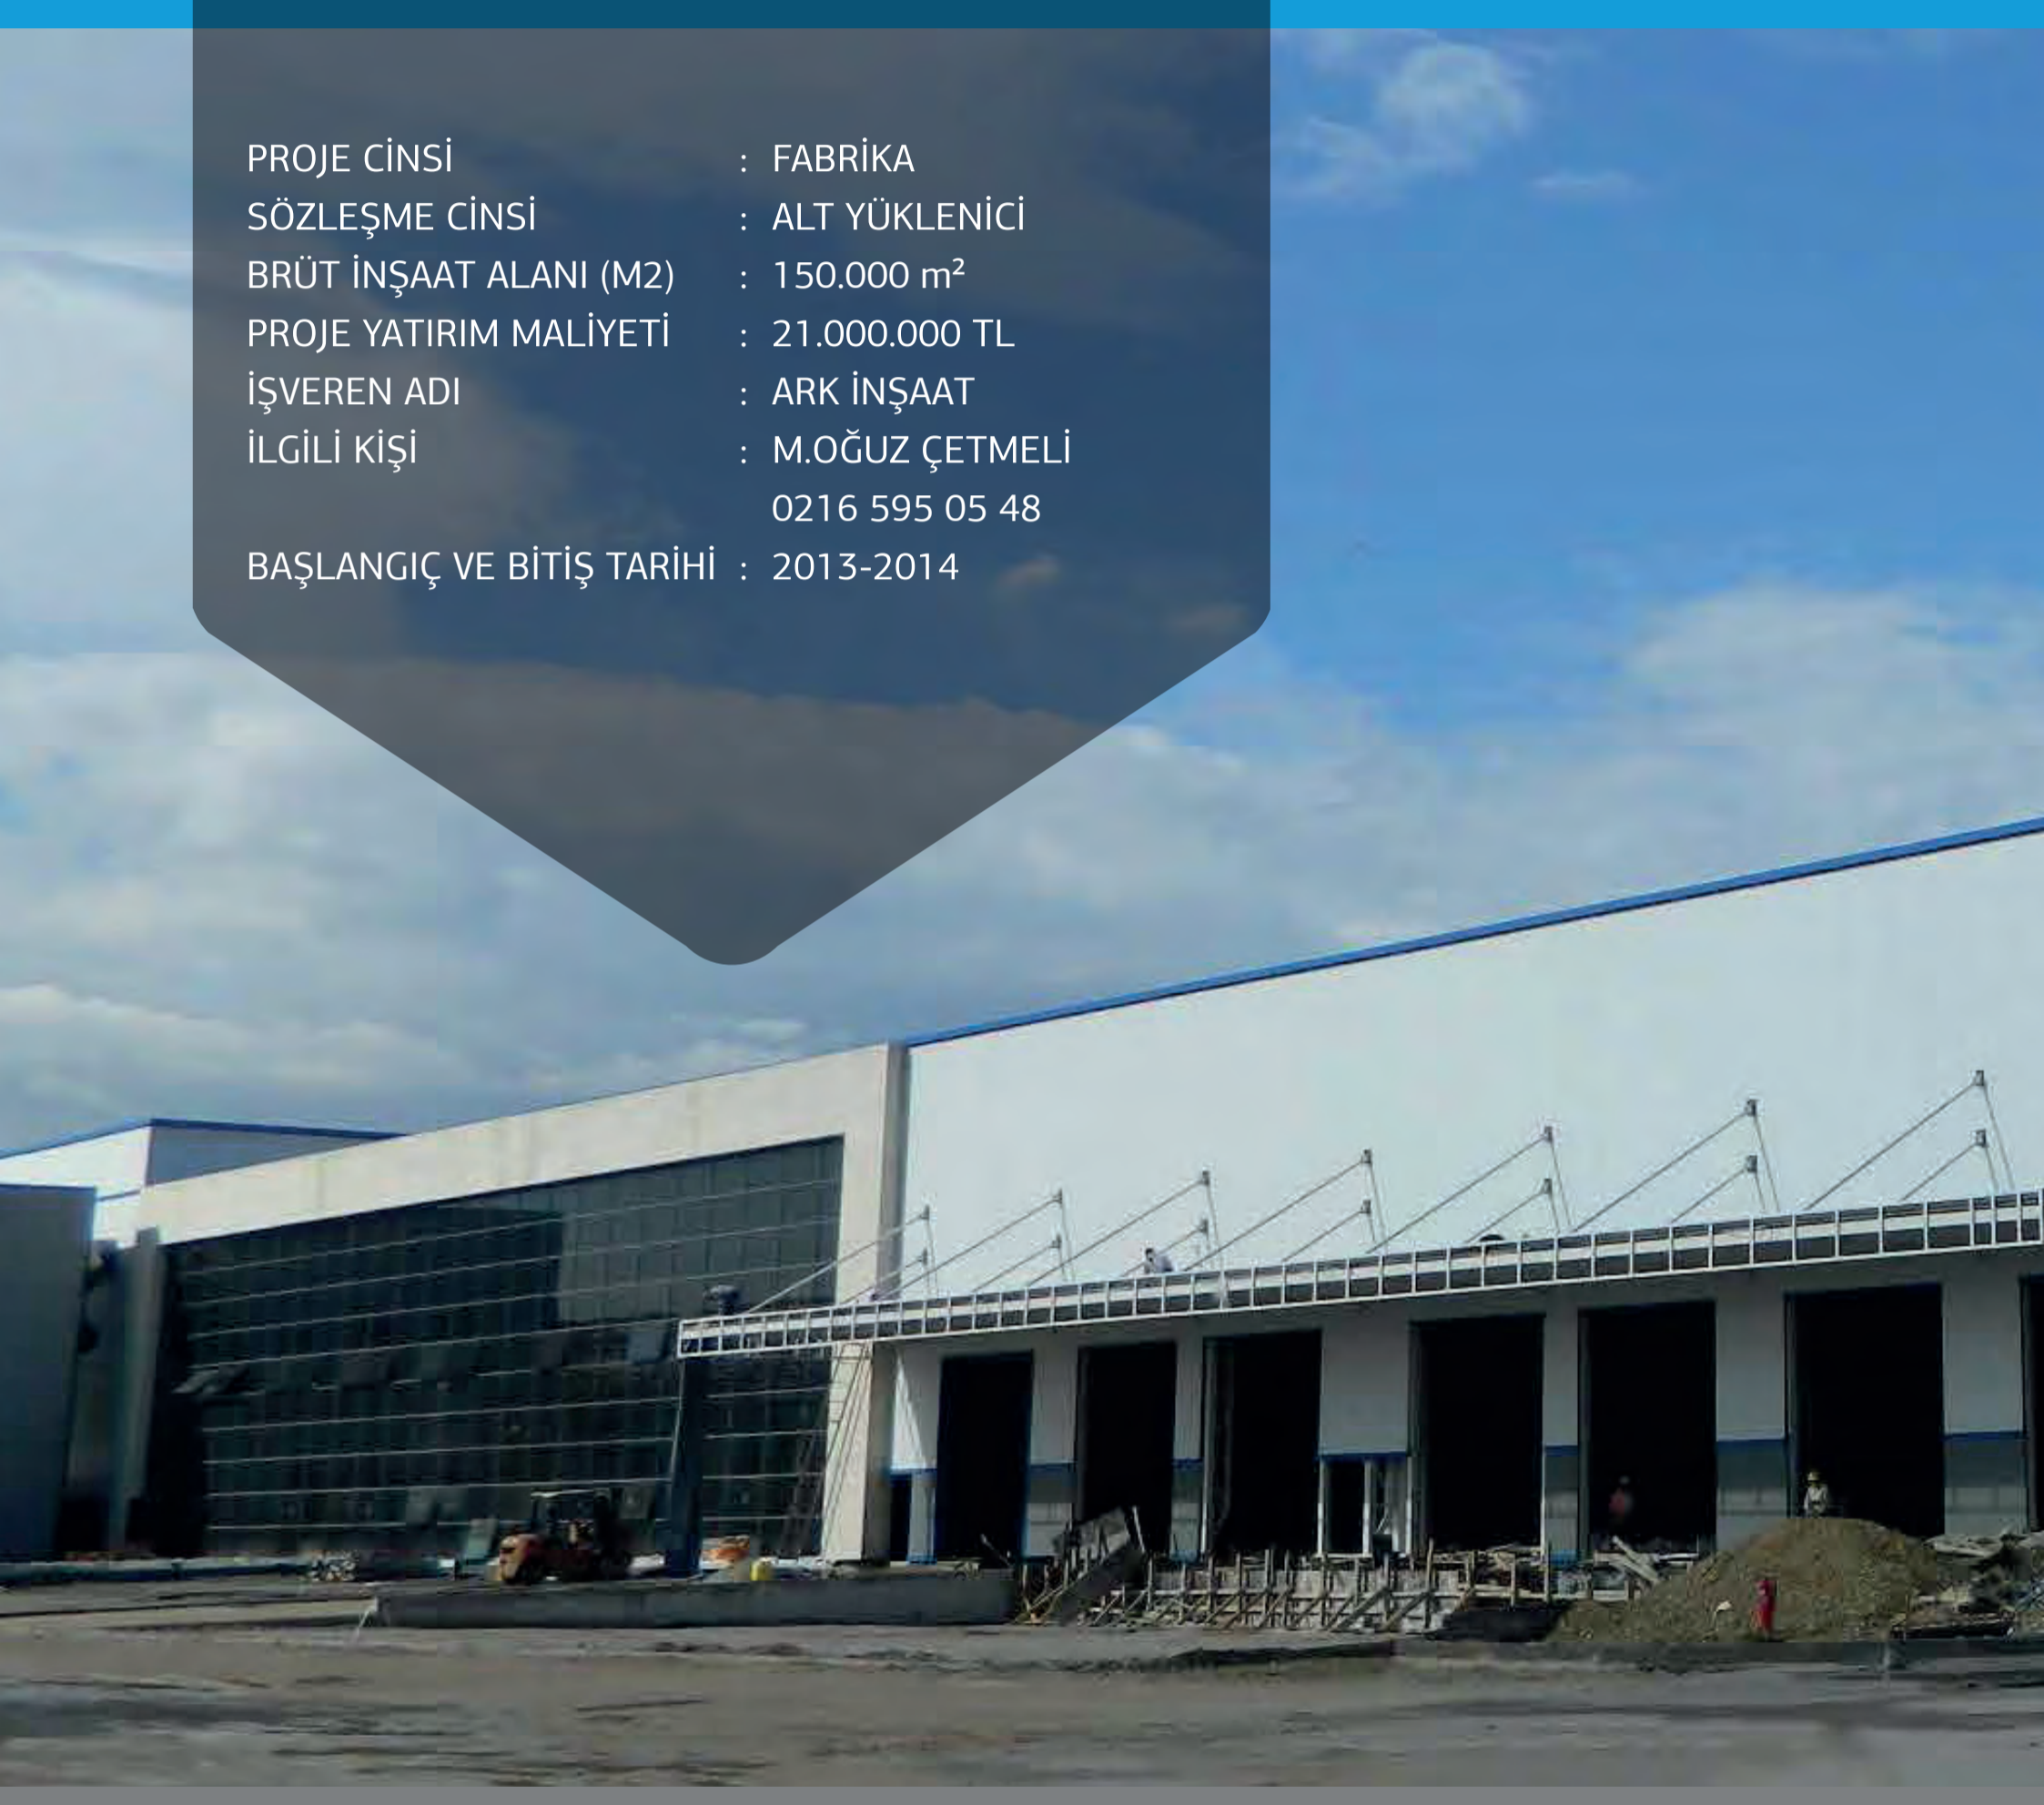 PROJE CİNSİ : FABRİKA
SÖZLEŞME CİNSİ : ALT YÜKLENİCİ
BRÜT İNŞAAT ALANI (M2) : 150.000 m²
PROJE YATIRIM MALİYETİ : 21.000.000 TL
İŞVEREN ADI : ARK İNŞAAT
İLGİLİ KİŞİ : M.OĞUZ ÇETMELİ
0216 595 05 48
BAŞLANGIÇ VE BİTİŞ TARİHİ : 2013-2014